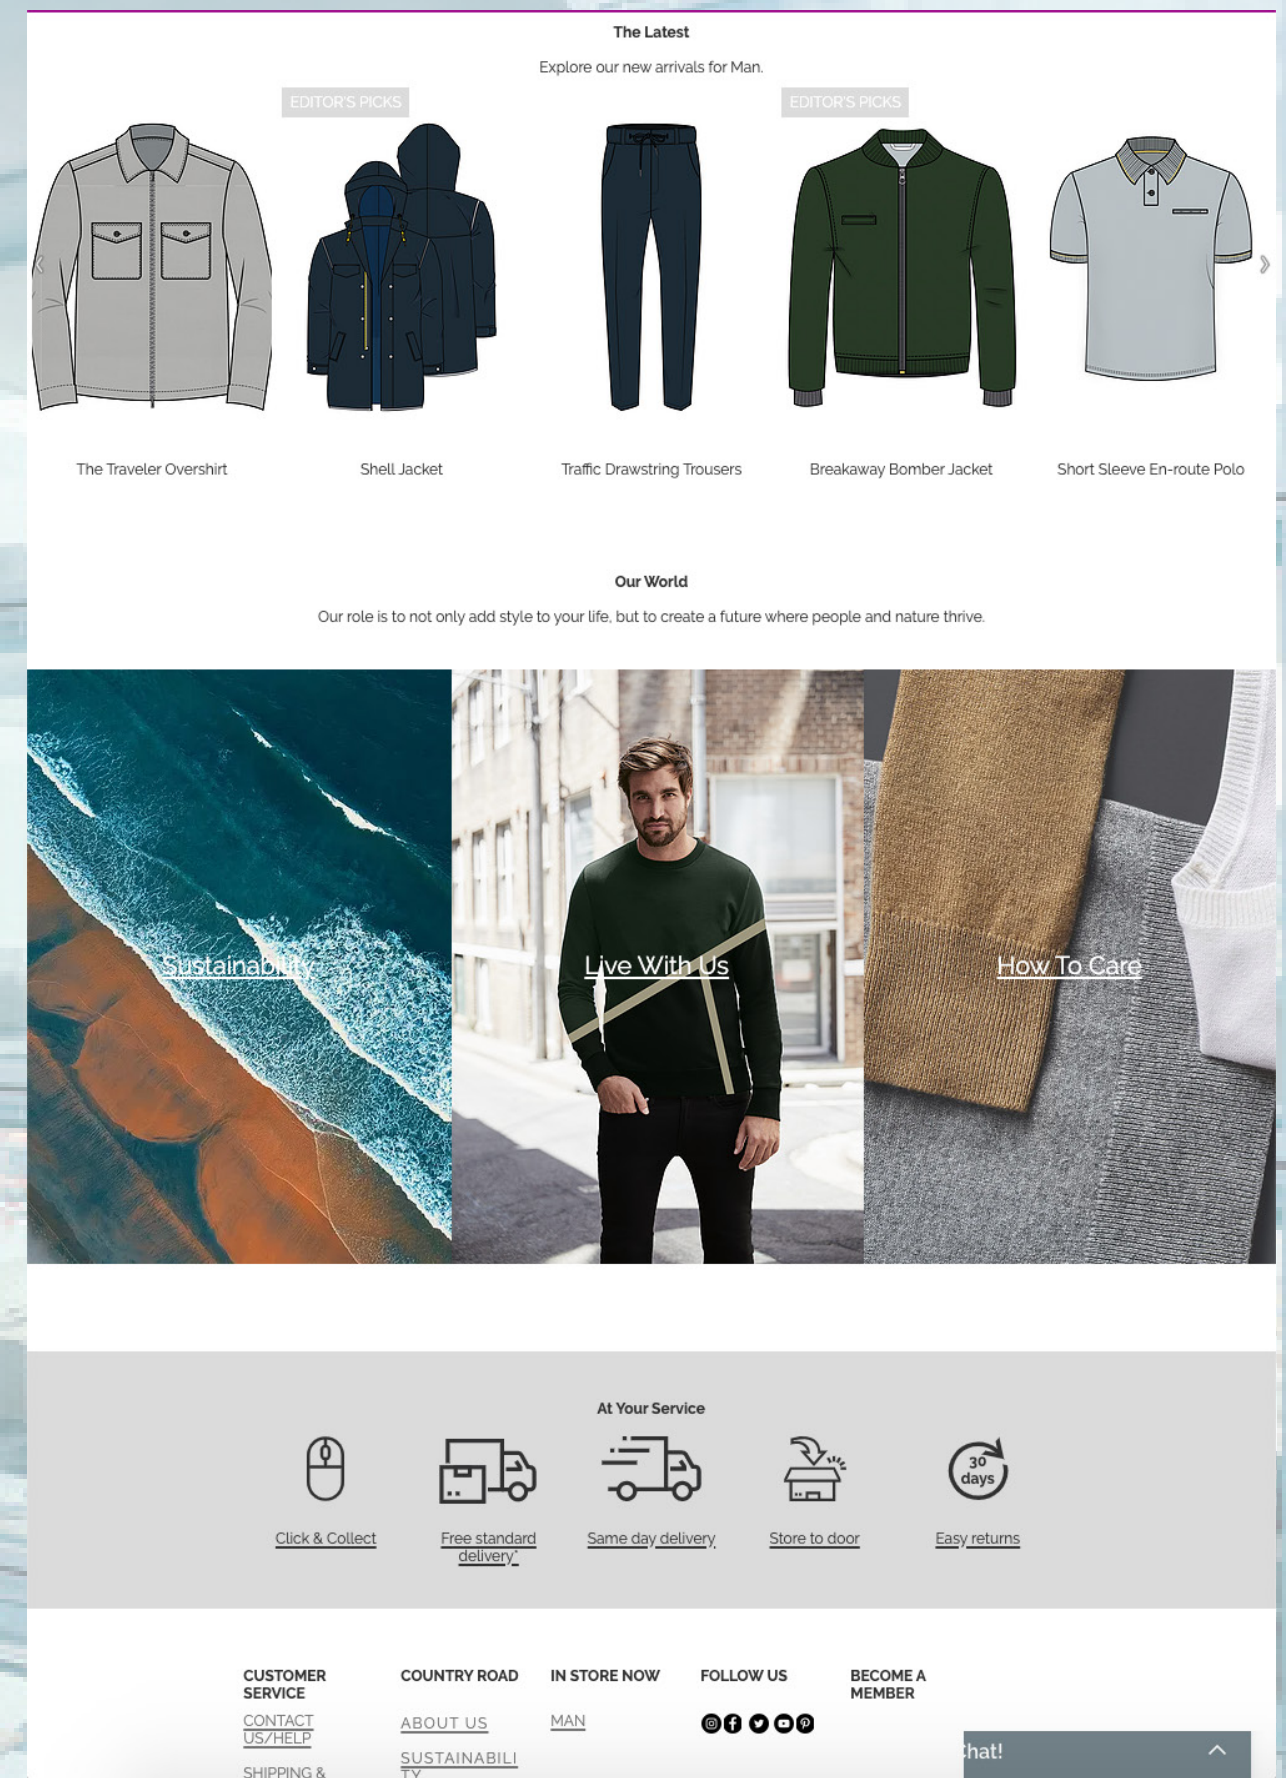 The Latest
Explore our new arrivals for Man.
EDITOR'S PICKS
EDITOR'S PICKS
The Traveler Overshirt
Shell Jacket
Traffic Drawstring Trousers
Breakaway Bomber Jacket
Short Sleeve En-route Polo
Our World
Our role is to not only add style to your life, but to create a future where people and nature thrive.
Sustainability
Live With Us
How To Care
At Your Service
30
days
Click & Collect
Free standard
delivery*
Same day delivery
Store to door
Easy returns
CUSTOMER
SERVICE
CONTACT
US/HELP
SHIPPING &
COUNTRY ROAD
ABOUT US
SUSTAINABILI
TY
IN STORE NOW
MAN
FOLLOW US
BECOME A
MEMBER
Chat!